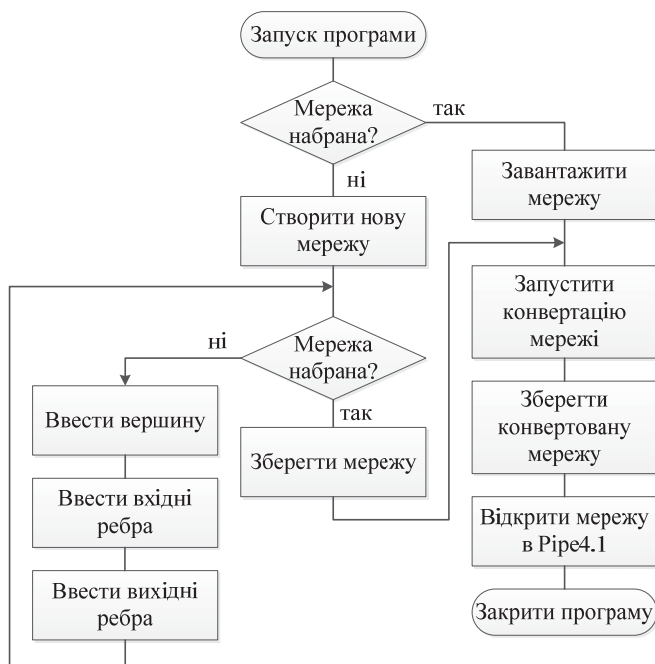 Запуск програми
Мережа
набрана?
так
ні
Завантажити
мережу
Створити нову
мережу
Запустити
конвертацію
мережі
Мережа
набрана?
ні
так
Ввести вершину
Зберегти мережу
Зберегти
конвертовану
мережу
Ввести вхідні
ребра
Відкрити мережу
в Pipe4.1
Ввести вихідні
ребра
Закрити програму